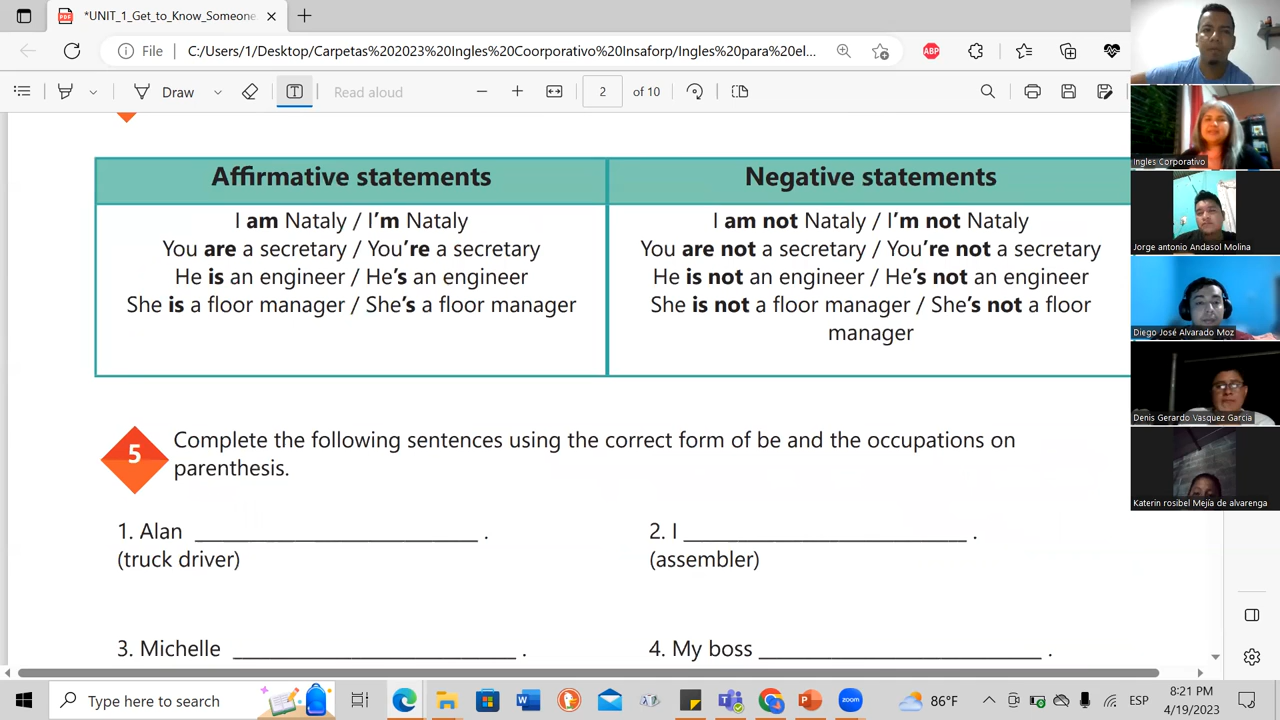 *UNIT_1_Get_to_Know_Someone.
File
C:/Users/1/Desktop/Carpetas%202023%20Ingles%20Coorporativo%20Insaforp/Ingles%20para%20el...
ABP
Draw
Read aloud
2
of 10
Affirmative statements
I am Nataly / I'm Nataly
You are a secretary / You're a secretary
He is an engineer / He's an engineer
She is a floor manager / She's a floor manager
Negative statements
I am not Nataly / I'm not Nataly
You are not a secretary / You're not a secretary
He is not an engineer / He's not an engineer
She is not a floor manager / She's not a floor
manager
5
Complete the following sentences using the correct form of be and the occupations on
parenthesis.
1. Alan __________________________ .
(truck driver)
2. I __________________________ .
(assembler)
3. Michelle __________________________ .
4. My boss __________________________ .
Ingles Corporativo
Jorge antonio Andasol Molina
Diego José Alvarado Moz
Denis Gerardo Vasquez Garcia
Katerin rosibel Mejía de alvarenga
Type here to search
zoom
86°F
ESP
8:21 PM
4/19/2023